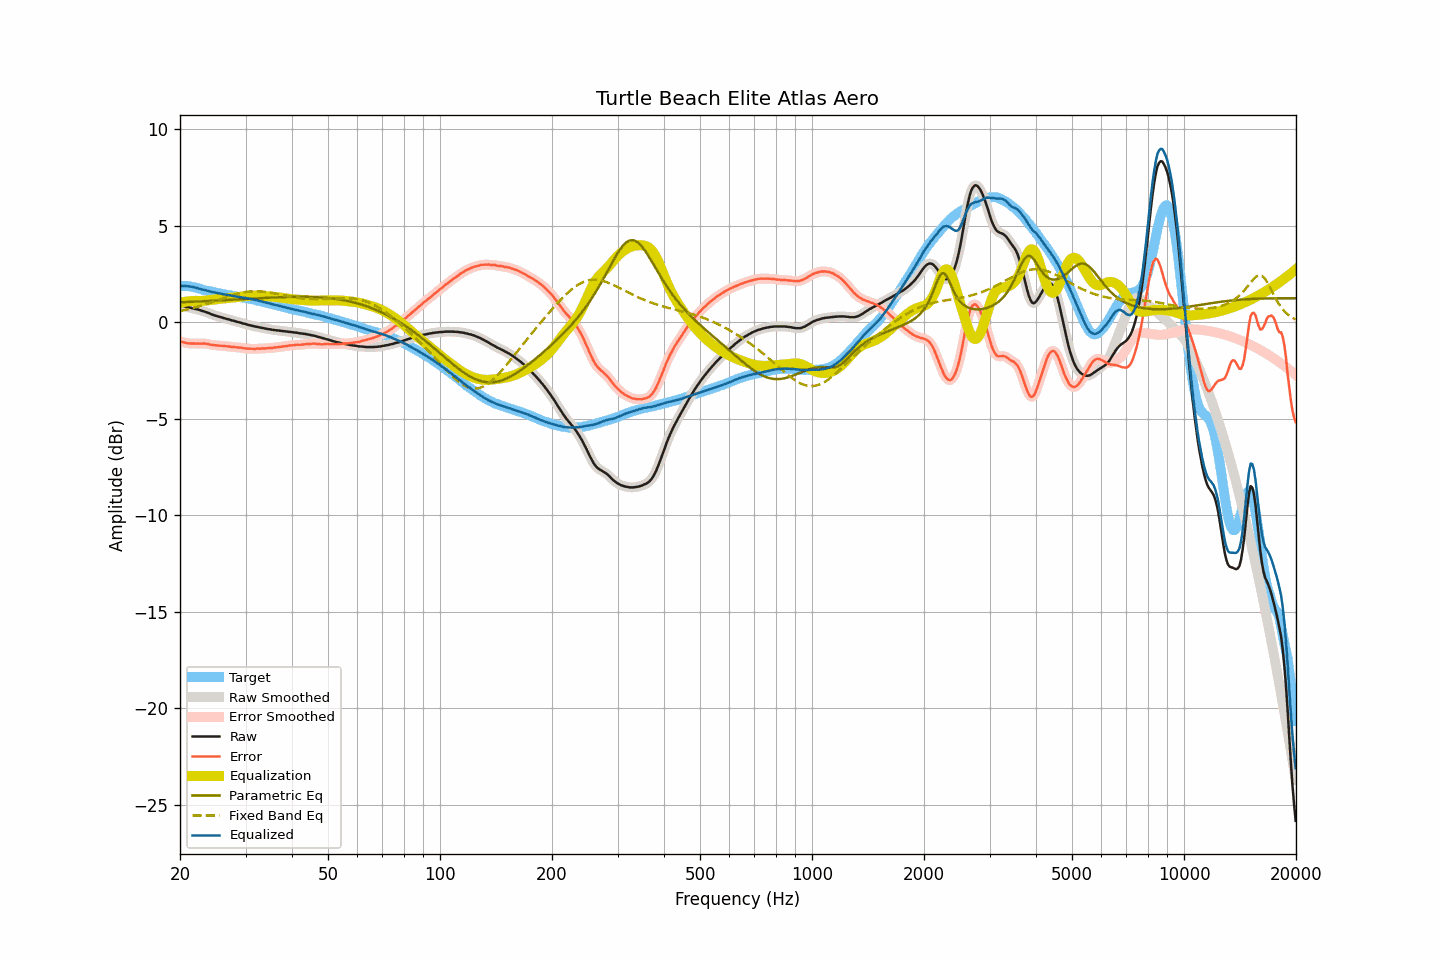 Turtle Beach Elite Atlas Aero
10
5
0
−5
−10
−15
−20
−25
Amplitude (dBr)
Target
Raw Smoothed
Error Smoothed
Raw
Error
Equalization
Parametric Eq
Fixed Band Eq
Equalized
20 50 100 200 500 1000 2000 5000 10000 20000
Frequency (Hz)